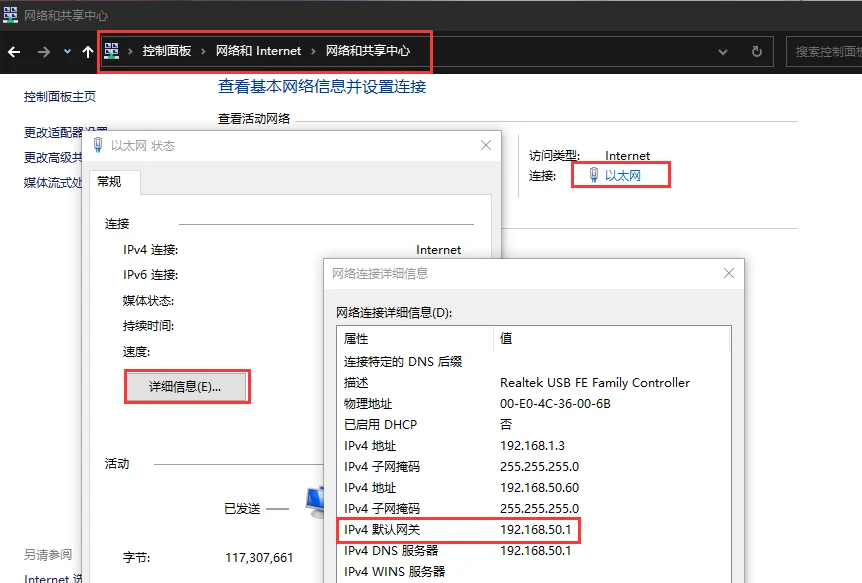 网络和共享中心
控制面板 › 网络和 Internet › 网络和共享中心
搜索控制面板
控制面板主页
查看基本网络信息并设置连接
更改适配器设置
查看活动网络
更改高级共
媒体流式处
以太网 状态
访问类型: Internet
连接: 以太网
常规
连接
IPv4 连接: Internet
IPv6 连接:
媒体状态:
持续时间:
速度:
详细信息(E)...
网络连接详细信息
网络连接详细信息(D):
属性 值
连接特定的 DNS 后缀
描述 Realtek USB FE Family Controller
物理地址 00-E0-4C-36-00-6B
已启用 DHCP 否
IPv4 地址 192.168.1.3
IPv4 子网掩码 255.255.255.0
IPv4 地址 192.168.50.60
IPv4 子网掩码 255.255.255.0
IPv4 默认网关 192.168.50.1
IPv4 DNS 服务器 192.168.50.1
IPv4 WINS 服务器
活动
已发送
字节: 117,307,661
另请参阅
Internet 选